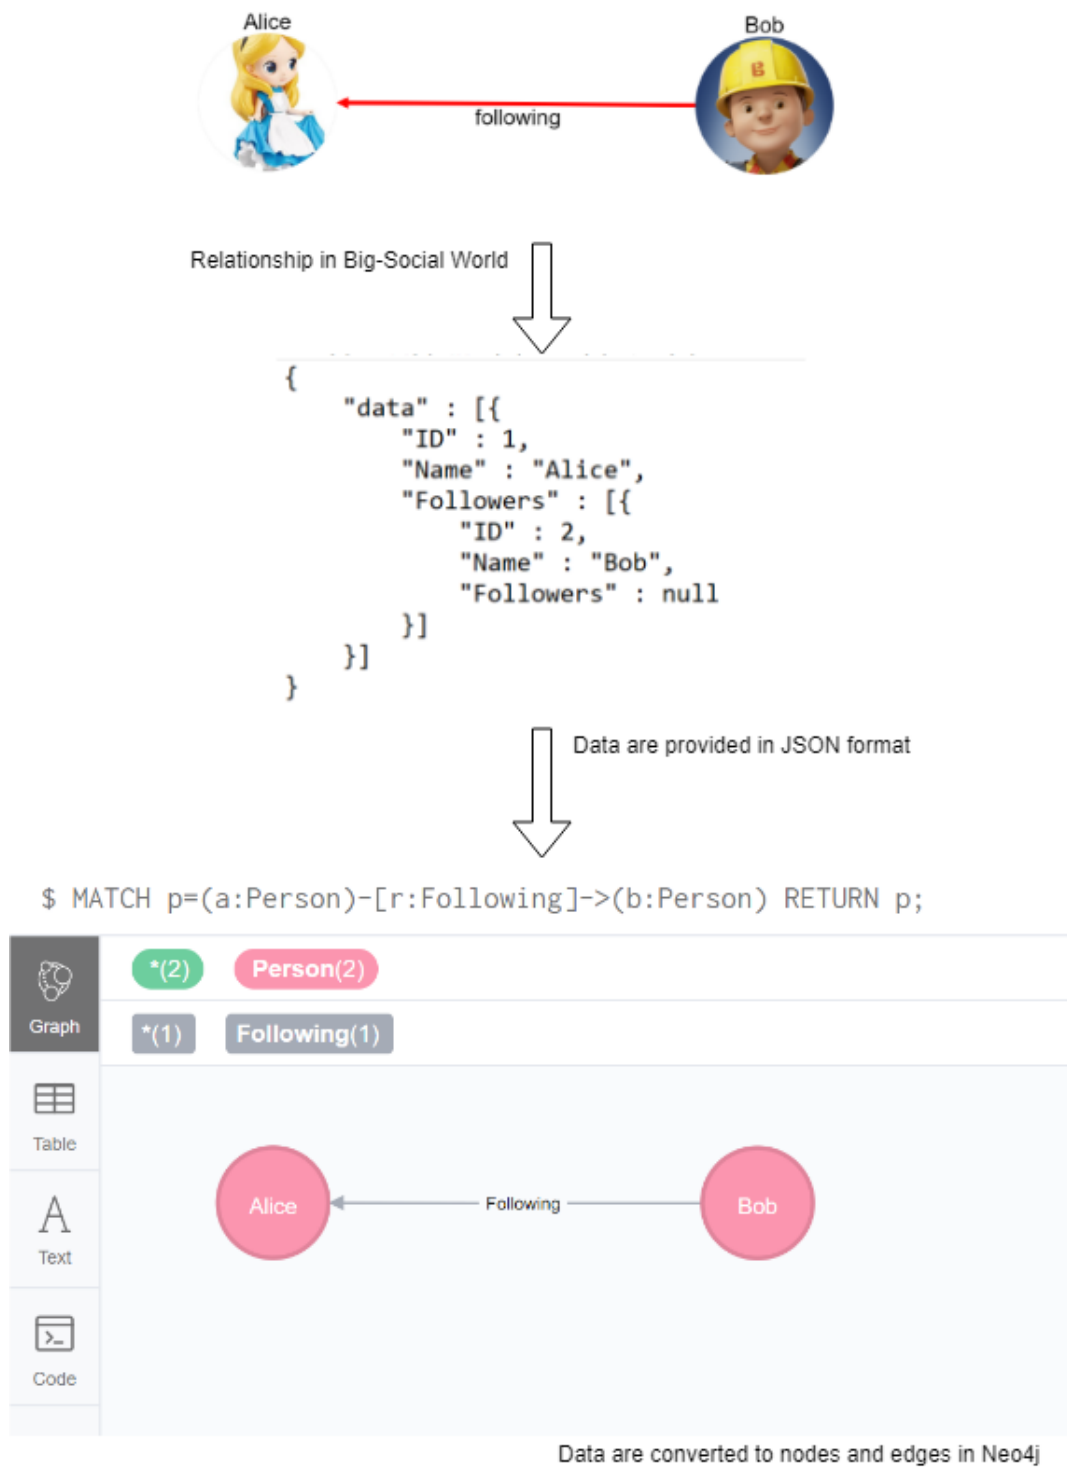 Alice
Bob
B
following
Relationship in Big-Social World
{
"data" : [{
"ID" : 1,
"Name" : "Alice",
"Followers" : [{
"ID" : 2,
"Name" : "Bob",
"Followers" : null
}]
}]
}
Data are provided in JSON format
$ MATCH p=(a:Person)-[r:Following]->(b:Person) RETURN p;
*(2) Person(2)
Graph
*(1) Following(1)
Table
Text
Code
Alice
Following
Bob
Data are converted to nodes and edges in Neo4j